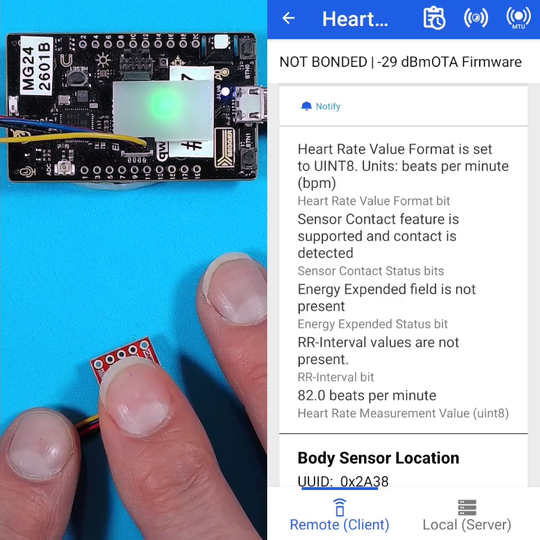 MG24
2601B
BTN0
BTN1
Heart...
MTU
NOT BONDED | -29 dBmOTA Firmware
Notify
Heart Rate Value Format is set
to UINT8. Units: beats per minute
(bpm)
Heart Rate Value Format bit
Sensor Contact feature is
supported and contact is
detected
Sensor Contact Status bits
Energy Expended field is not
present
Energy Expended Status bit
RR-Interval values are not
present.
RR-Interval bit
82.0 beats per minute
Heart Rate Measurement Value (uint8)
Body Sensor Location
UUID: 0x2A38
Remote (Client)
Local (Server)